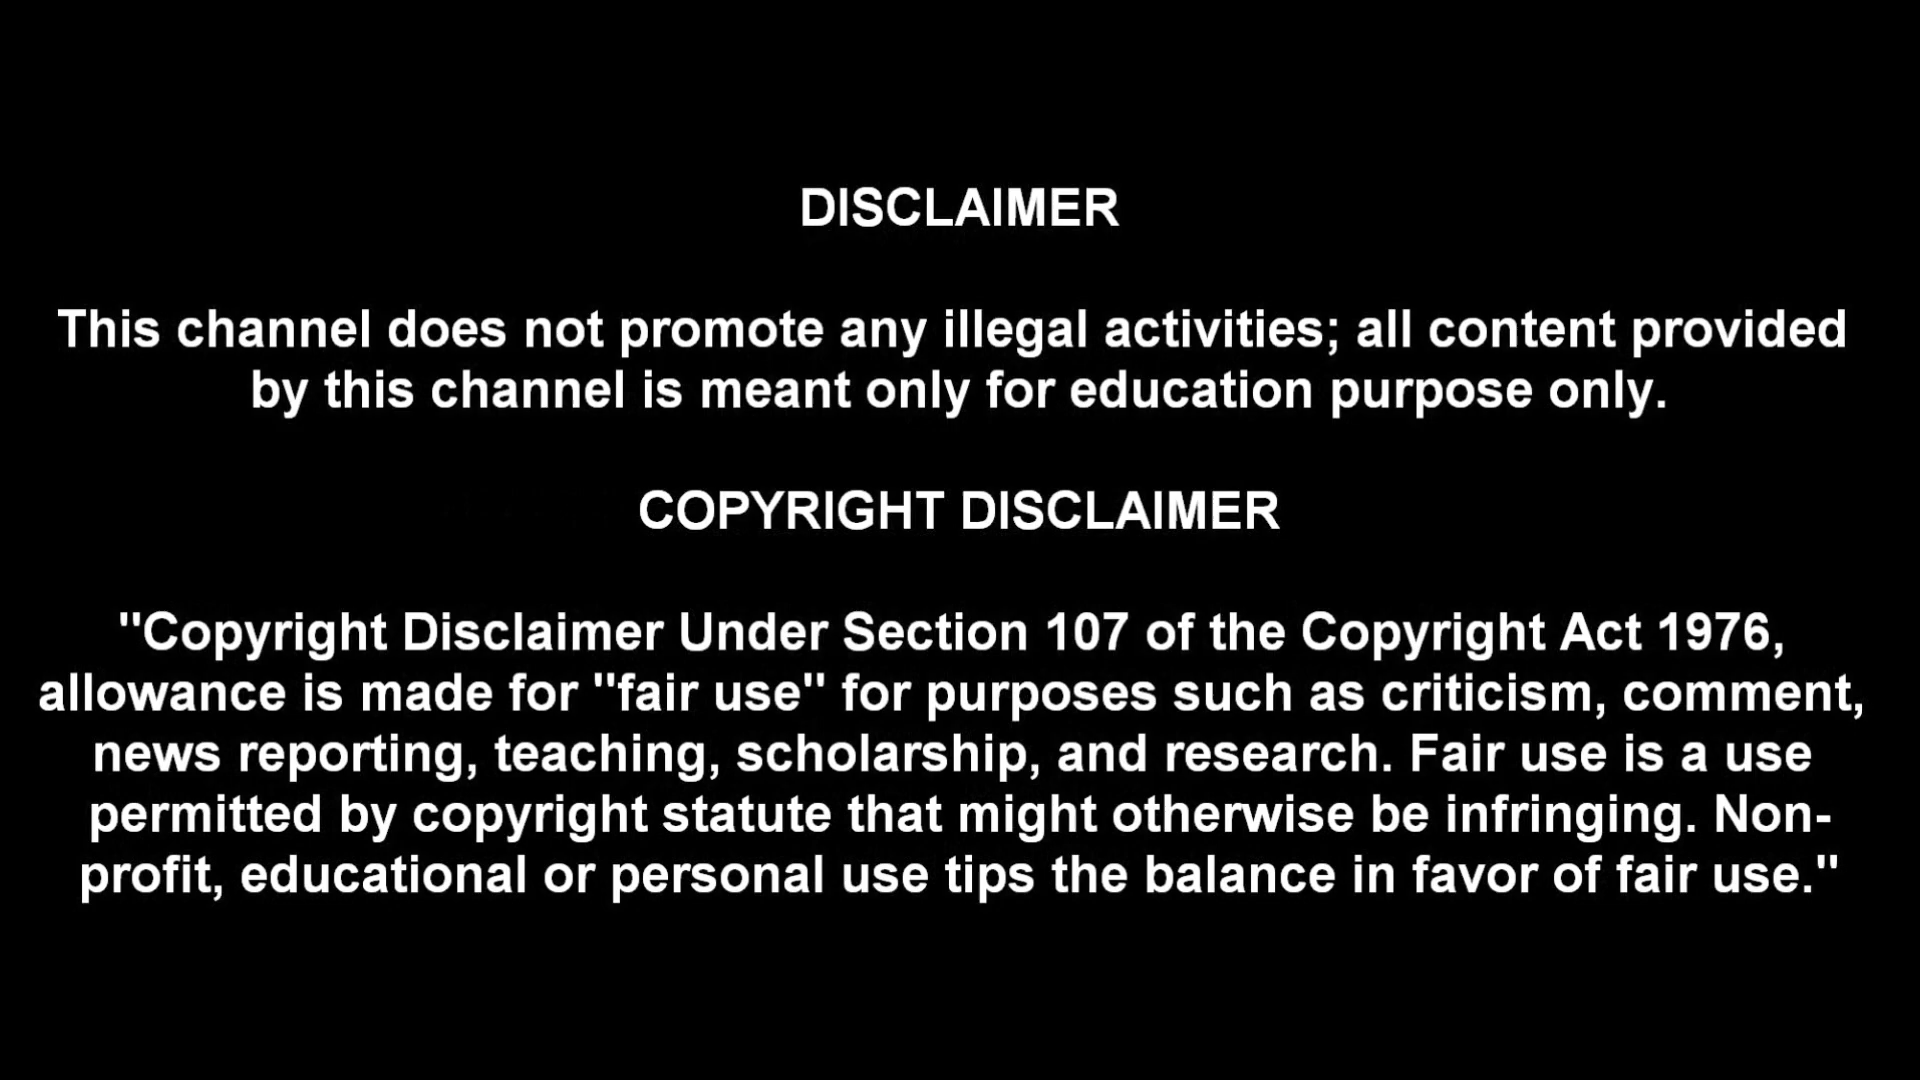 DISCLAIMER
This channel does not promote any illegal activities; all content provided
by this channel is meant only for education purpose only.
COPYRIGHT DISCLAIMER
"Copyright Disclaimer Under Section 107 of the Copyright Act 1976,
allowance is made for "fair use" for purposes such as criticism, comment,
news reporting, teaching, scholarship, and research. Fair use is a use
permitted by copyright statute that might otherwise be infringing. Non-
profit, educational or personal use tips the balance in favor of fair use."